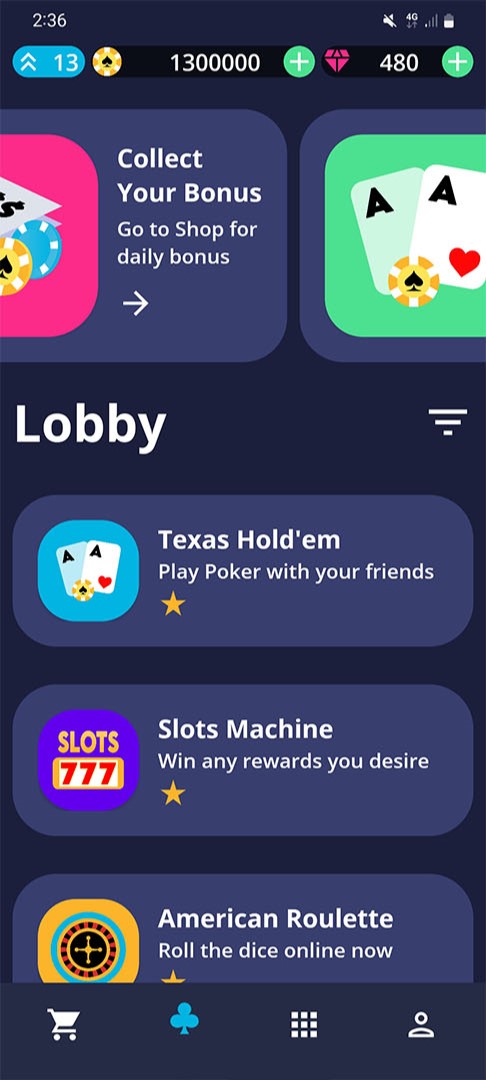 2:36
4G
13
1300000
480
Collect
Your Bonus
Go to Shop for
daily bonus
A
A
Lobby
A
A
Texas Hold'em
Play Poker with your friends
SLOTS
777
Slots Machine
Win any rewards you desire
American Roulette
Roll the dice online now